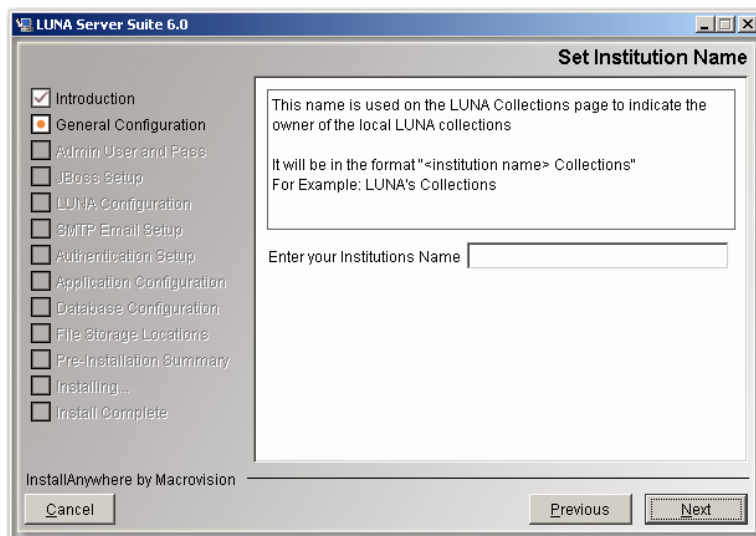 LUNA Server Suite 6.0
Set Institution Name
Introduction
General Configuration
Admin User and Pass
JBoss Setup
LUNA Configuration
SMTP Email Setup
Authentication Setup
Application Configuration
Database Configuration
File Storage Locations
Pre-Installation Summary
Installing...
Install Complete
This name is used on the LUNA Collections page to indicate the
owner of the local LUNA collections
It will be in the format "<institution name> Collections"
For Example: LUNA's Collections
Enter your Institutions Name
InstallAnywhere by Macrovision
Cancel
Previous
Next